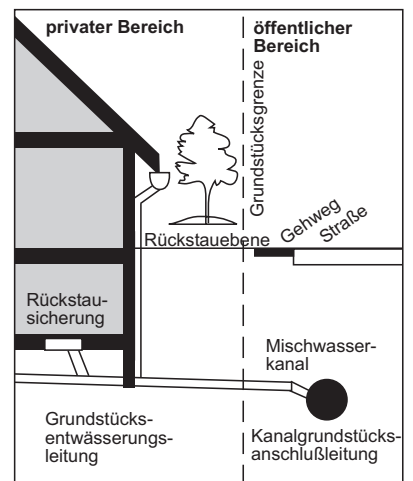 privater Bereich
öffentlicher
Bereich
Grundstücksgrenze
Gehweg
Straße
Rückstauebene
Rückstau-
sicherung
Mischwasser-
kanal
Grundstücks-
entwässerungs-
leitung
Kanalgrundstücks-
anschlußleitung